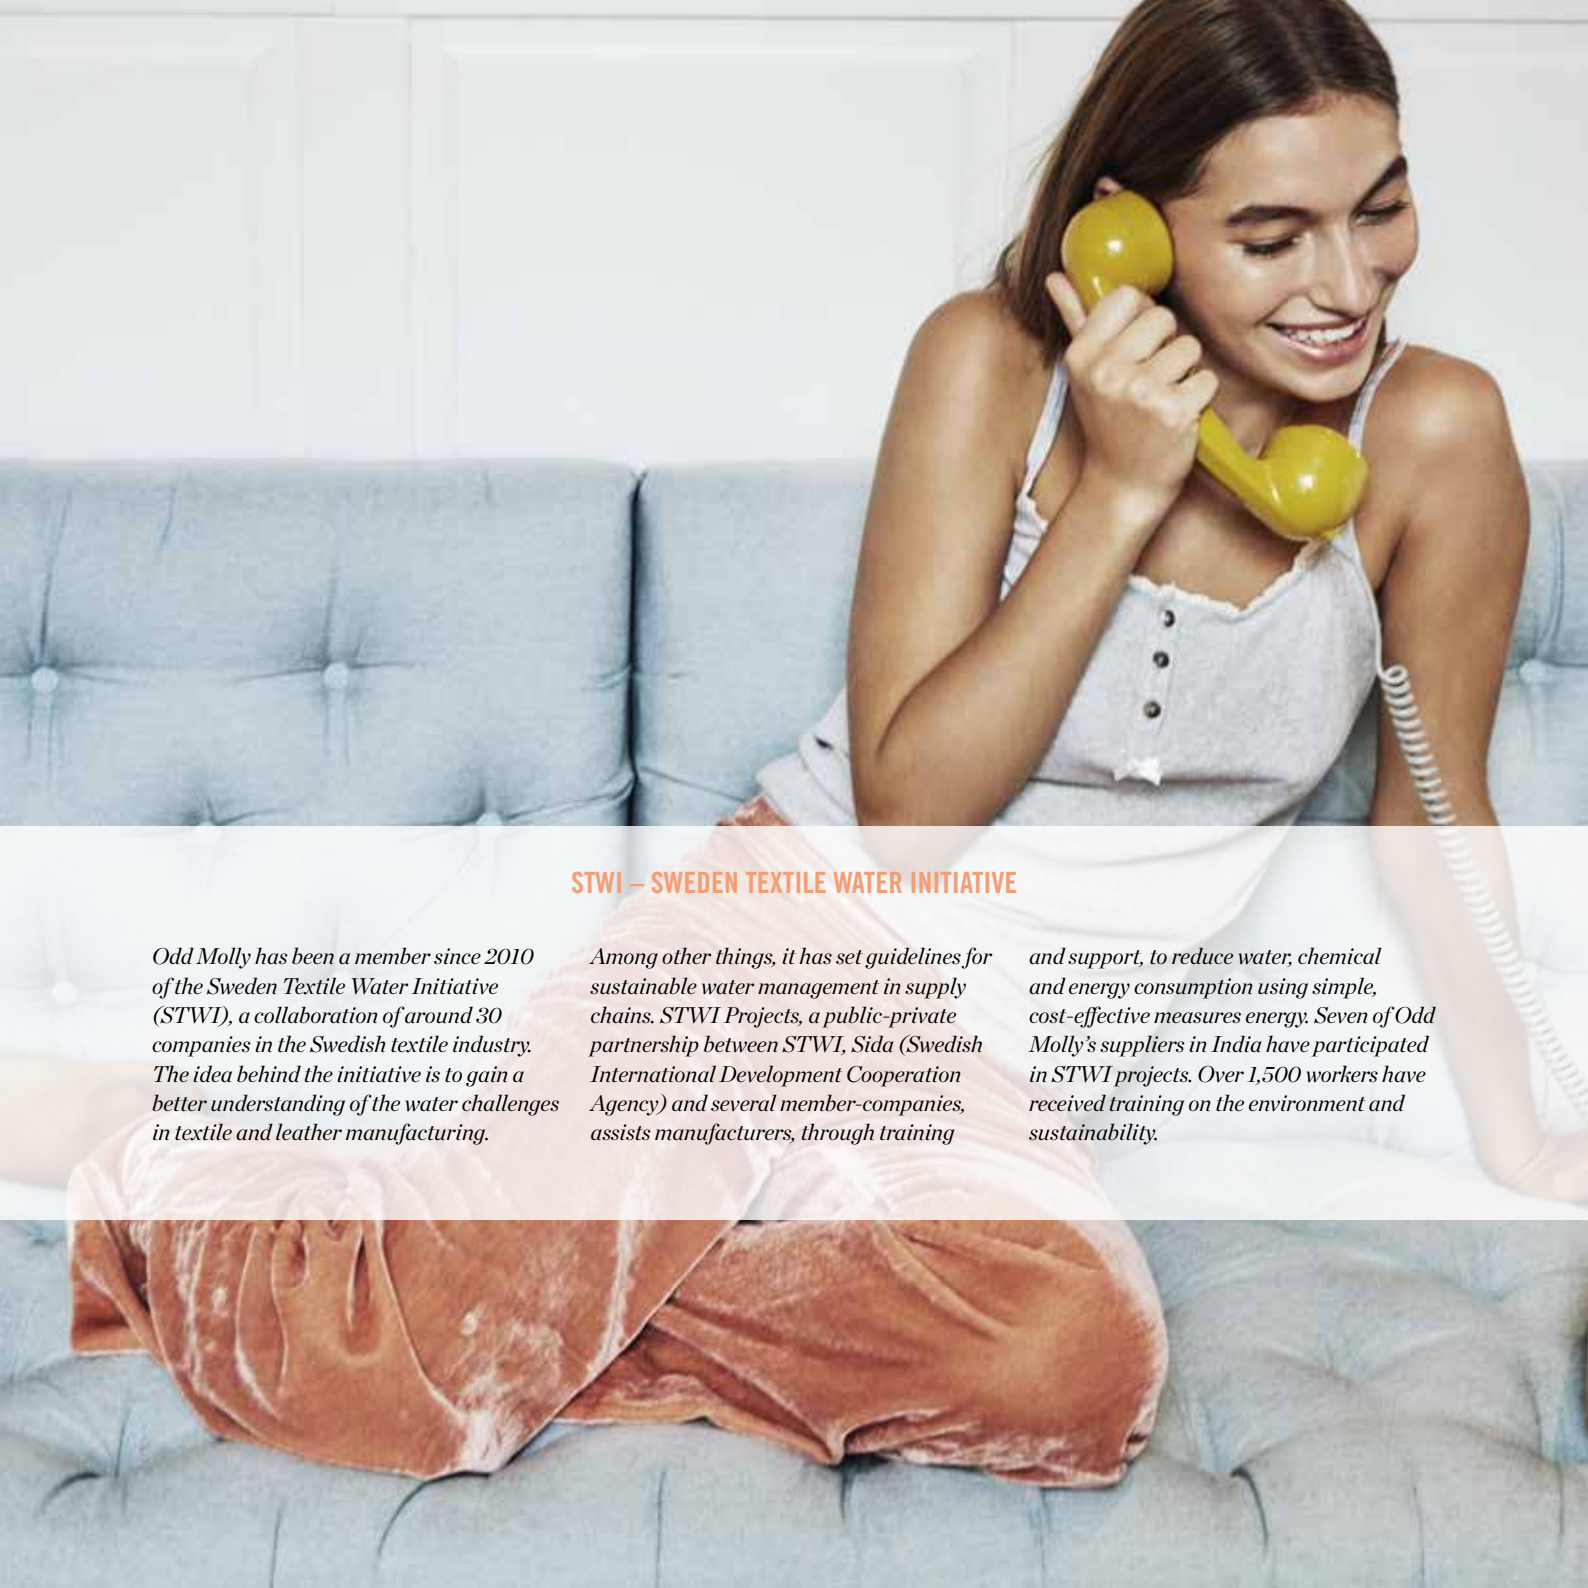 STWI – SWEDEN TEXTILE WATER INITIATIVE
Odd Molly has been a member since 2010
of the Sweden Textile Water Initiative
(STWI), a collaboration of around 30
companies in the Swedish textile industry.
The idea behind the initiative is to gain a
better understanding of the water challenges
in textile and leather manufacturing.
Among other things, it has set guidelines for
sustainable water management in supply
chains. STWI Projects, a public-private
partnership between STWI, Sida (Swedish
International Development Cooperation
Agency) and several member-companies,
assists manufacturers, through training
and support, to reduce water, chemical
and energy consumption using simple,
cost-effective measures energy. Seven of Odd
Molly's suppliers in India have participated
in STWI projects. Over 1,500 workers have
received training on the environment and
sustainability.